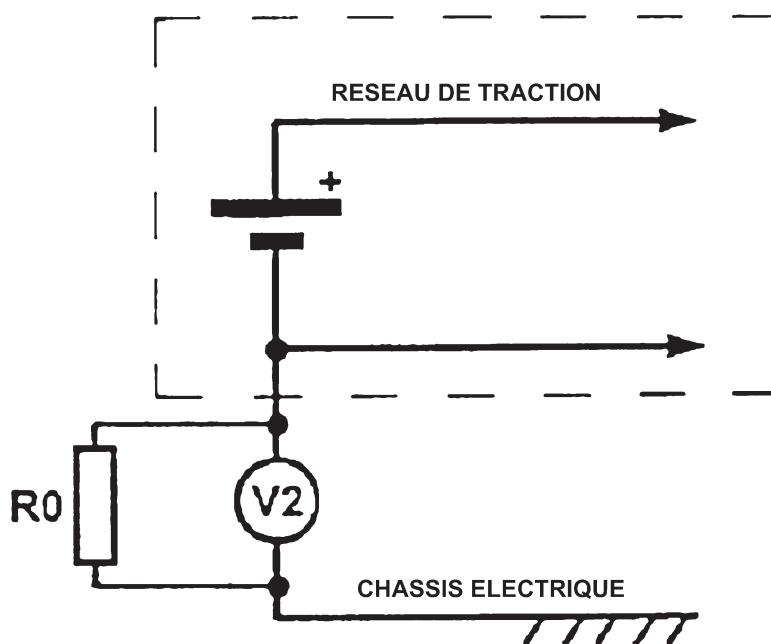 RESEAU DE TRACTION
+
R0
V2
CHASSIS ELECTRIQUE